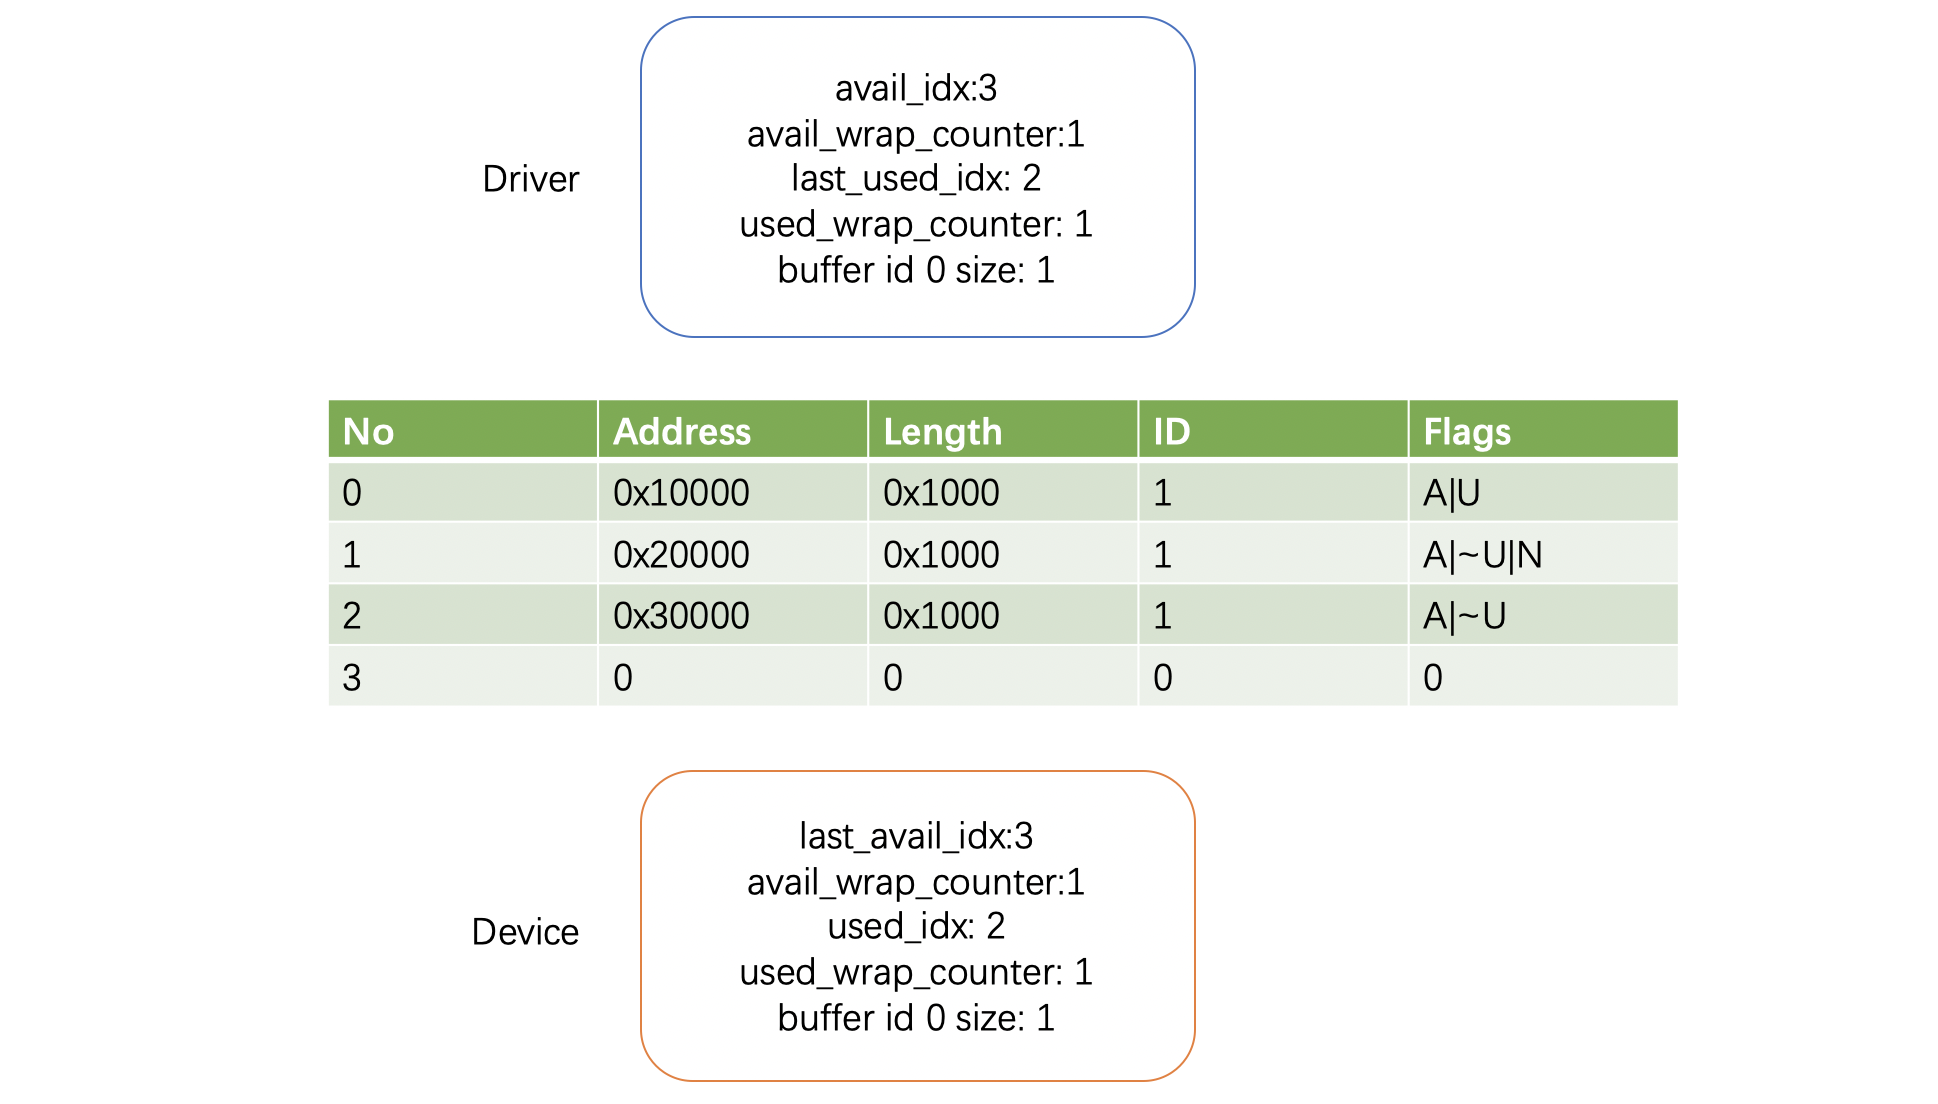 avail_idx:3
avail_wrap_counter:1
Driver
last_used_idx: 2
used_wrap_counter: 1
buffer id 0 size: 1
No Address Length ID Flags
0 0x10000 0x1000 1 A|U
1 0x20000 0x1000 1 A|~U|N
2 0x30000 0x1000 1 A|~U
3 0 0 0 0
last_avail_idx:3
avail_wrap_counter:1
Device
used_idx: 2
used_wrap_counter: 1
buffer id 0 size: 1